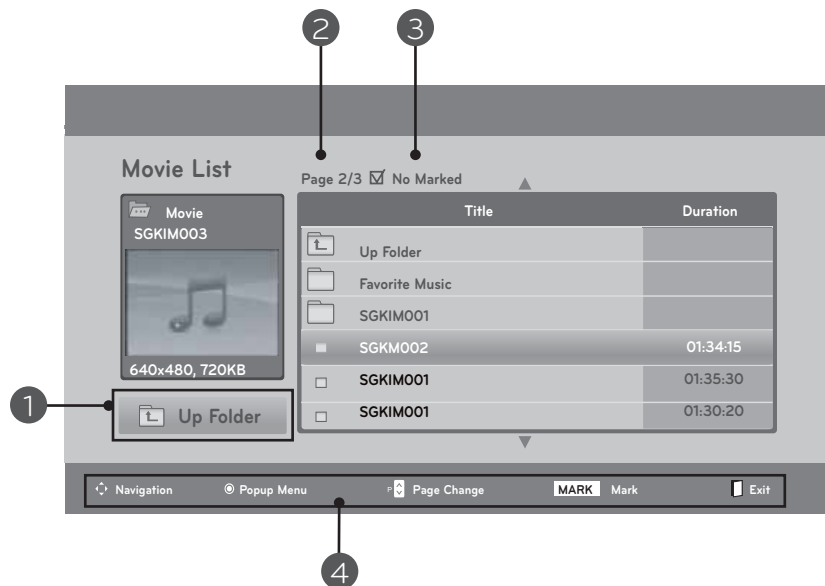 2 3
Movie List
Page 2/3 No Marked
Movie
SGKIM003
640x480, 720KB
1
Up Folder
Title Duration
Up Folder
Favorite Music
SGKIM001
SGKM002 01:34:15
SGKIM001 01:35:30
SGKIM001 01:30:20
Navigation Popup Menu P Page Change MARK Mark Exit
4